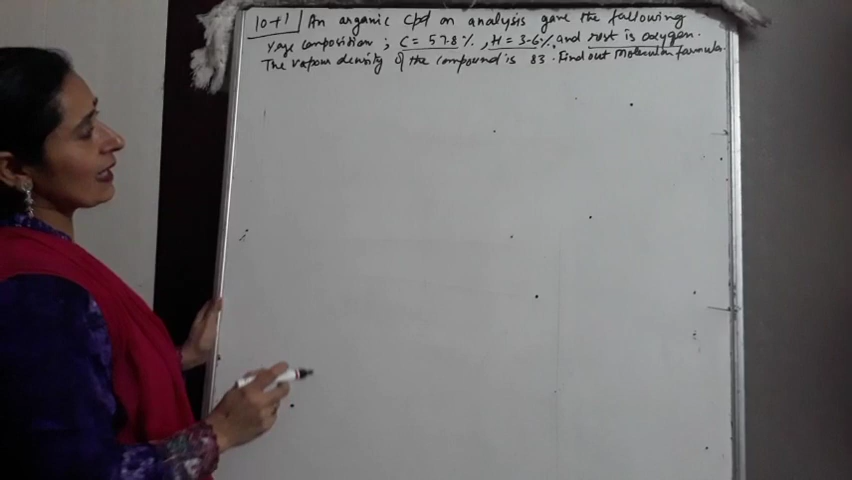 10+1 An organic cpd on analysis gave the following
%age composition ; C = 57.8 %, H = 3.6 %, and rest is oxygen.
The vapour density of the compound is 83. Find out Molecular formula.